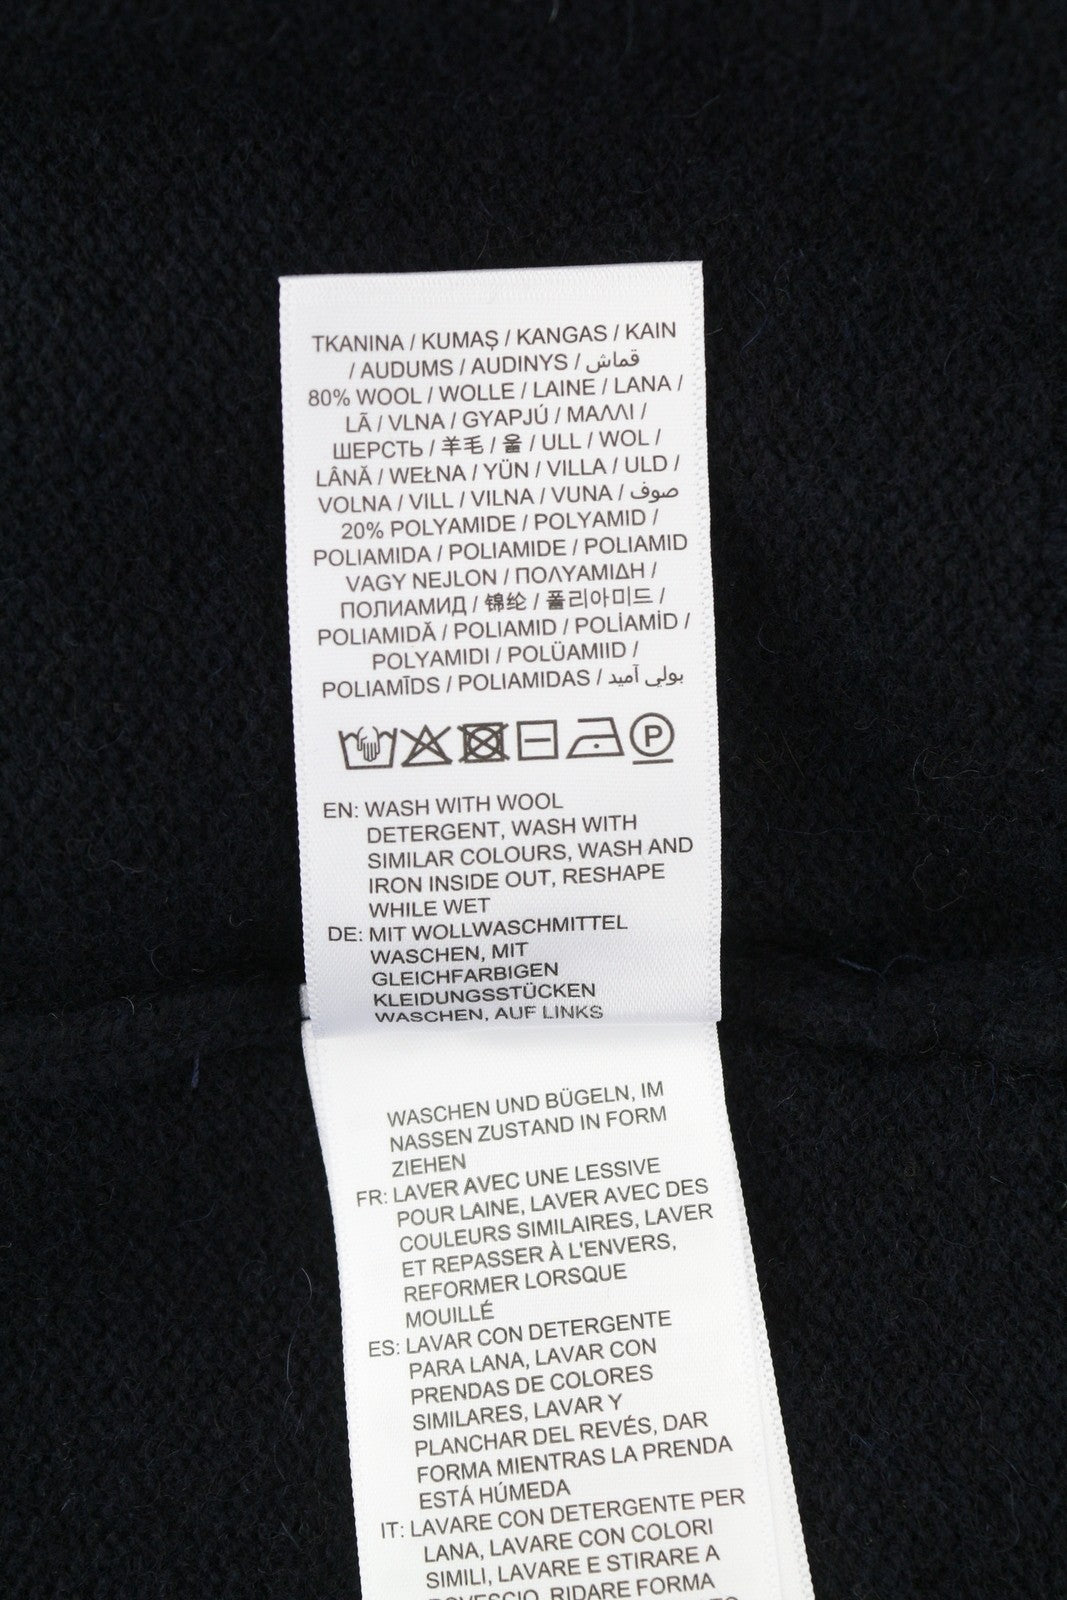 TKANINA / KUMAŞ / KANGAS / KAIN
/ AUDUMS / AUDINYS / قماش
80% WOOL / WOLLE / LAINE / LANA /
LÃ / VLNA / GYAPJÚ / ΜΑΛΛΙ /
ШЕРСТЬ / 羊毛 / 울 / ULL / WOL /
LÂNĂ / WEŁNA / YÜN / VILLA / ULD /
VOLNA / VILL / VILNA / VUNA / صوف
20% POLYAMIDE / POLYAMID /
POLIAMIDA / POLIAMIDE / POLIAMID
VAGY NEJLON / ΠΟΛΥΑΜΙΔΗ /
ПОЛИАМИД / 锦纶 / 폴리아미드 /
POLIAMIDĂ / POLIAMID / POLİAMİD /
POLYAMIDI / POLÜAMIID /
POLIAMĪDS / POLIAMIDAS / بولي آميد
P
EN: WASH WITH WOOL
DETERGENT, WASH WITH
SIMILAR COLOURS, WASH AND
IRON INSIDE OUT, RESHAPE
WHILE WET
DE: MIT WOLLWASCHMITTEL
WASCHEN, MIT
GLEICHFARBIGEN
KLEIDUNGSSTÜCKEN
WASCHEN, AUF LINKS
WASCHEN UND BÜGELN, IM
NASSEN ZUSTAND IN FORM
ZIEHEN
FR: LAVER AVEC UNE LESSIVE
POUR LAINE, LAVER AVEC DES
COULEURS SIMILAIRES, LAVER
ET REPASSER À L'ENVERS,
REFORMER LORSQUE
MOUILLÉ
ES: LAVAR CON DETERGENTE
PARA LANA, LAVAR CON
PRENDAS DE COLORES
SIMILARES, LAVAR Y
PLANCHAR DEL REVÉS, DAR
FORMA MIENTRAS LA PRENDA
ESTÁ HÚMEDA
IT: LAVARE CON DETERGENTE PER
LANA, LAVARE CON COLORI
SIMILI, LAVARE E STIRARE A
ROVESCIO, RIDARE FORMA